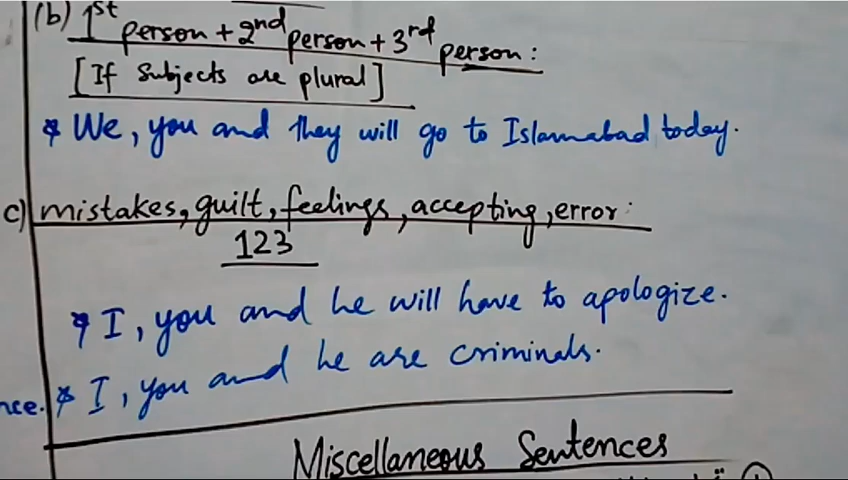 (b) 1st person + 2nd person + 3rd person :
[If Subjects are plural]
* We, you and they will go to Islamabad today.
c) mistakes, guilt, feelings, accepting, error:
123
* I, you and he will have to apologize.
nce. * I, you and he are criminals.
Miscellaneous Sentences